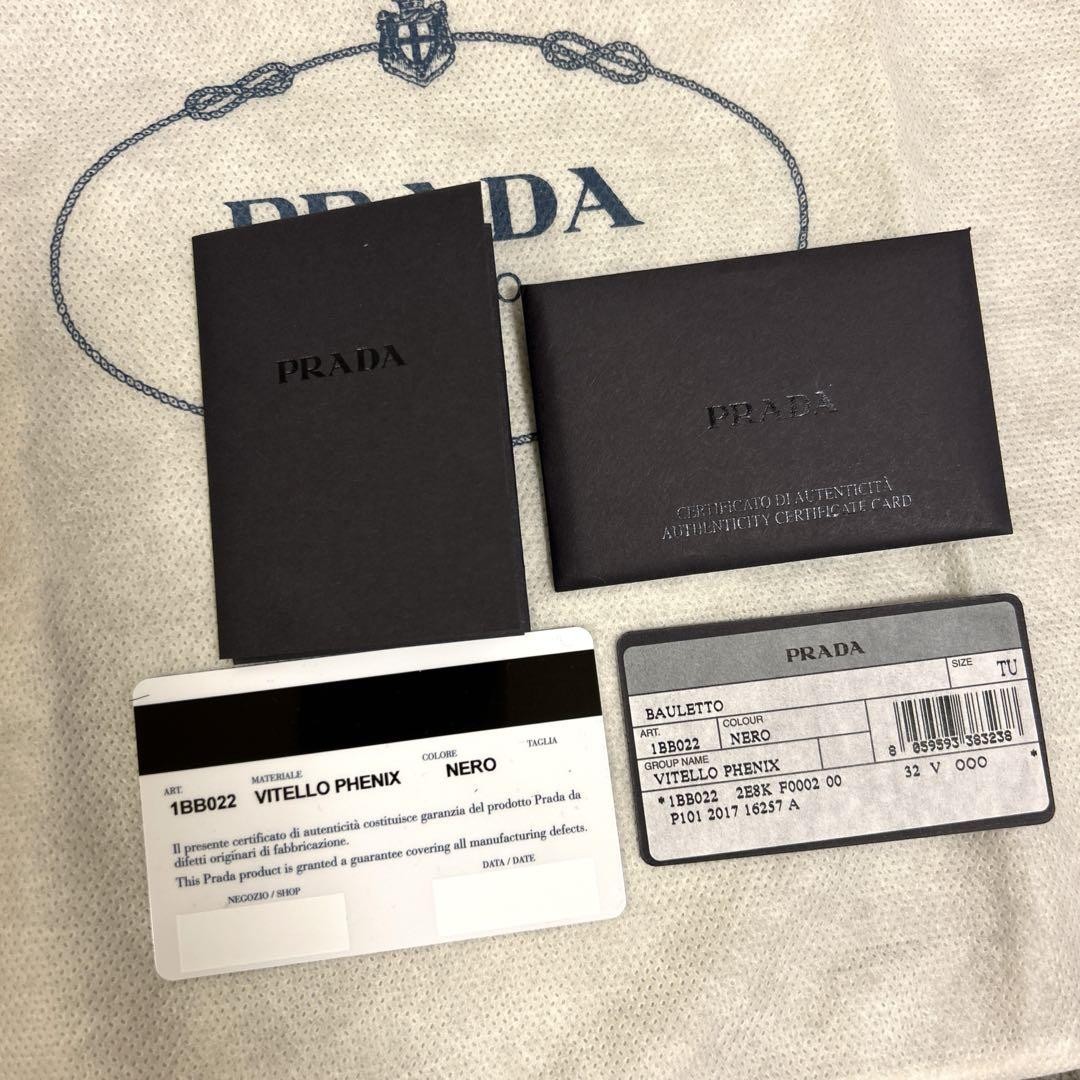 PRADA
PRADA
PRADA
CERTIFICATO DI AUTENTICITÀ
AUTHENTICITY CERTIFICATE CARD
ART.
1BB022
MATERIALE
VITELLO PHENIX
COLORE
NERO
TAGLIA
Il presente certificato di autenticità costituisce garanzia del prodotto Prada da
difetti originari di fabbricazione.
This Prada product is granted a guarantee covering all manufacturing defects.
NEGOZIO / SHOP
DATA / DATE
PRADA
SIZE TU
BAULETTO
ART.
1BB022
COLOUR
NERO
GROUP NAME
VITELLO PHENIX
8 059593 383238
32 V 000
*1BB022 2E8K F0002 00 *
P101 2017 16257 A